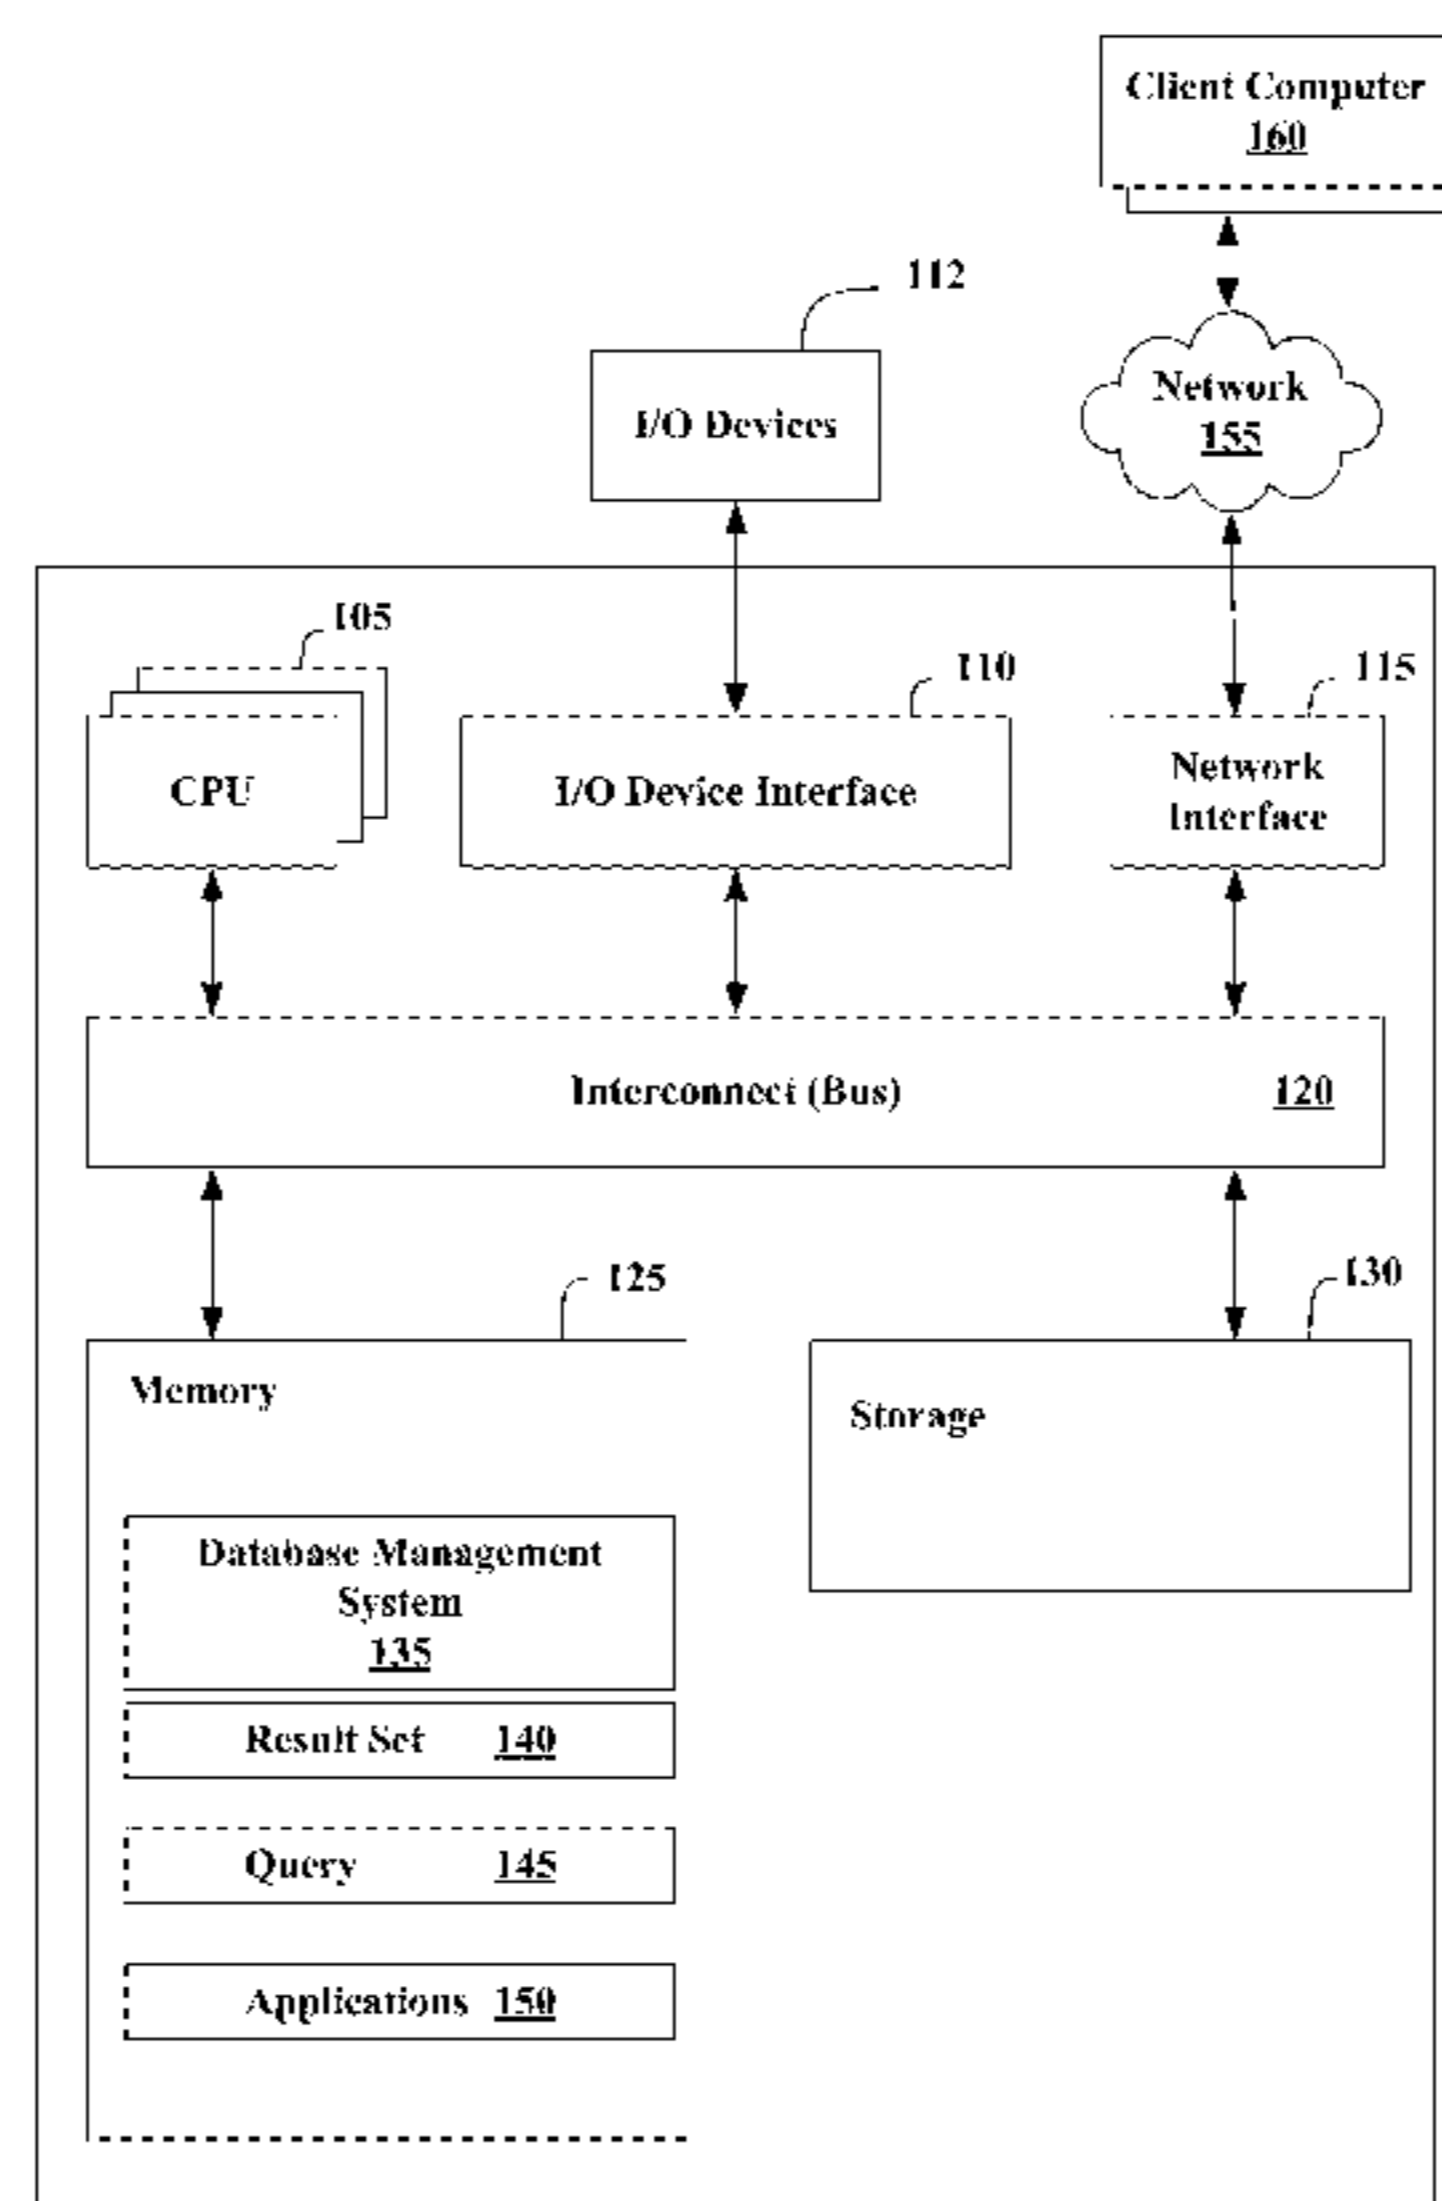 Client Computer
160
112
I/O Devices
Network
155
105
110
115
CPU
I/O Device Interface
Network
Interface
Interconnect (Bus)
120
125
130
Memory
Storage
Database Management
System
135
Result Set
140
Query
145
Applications
150